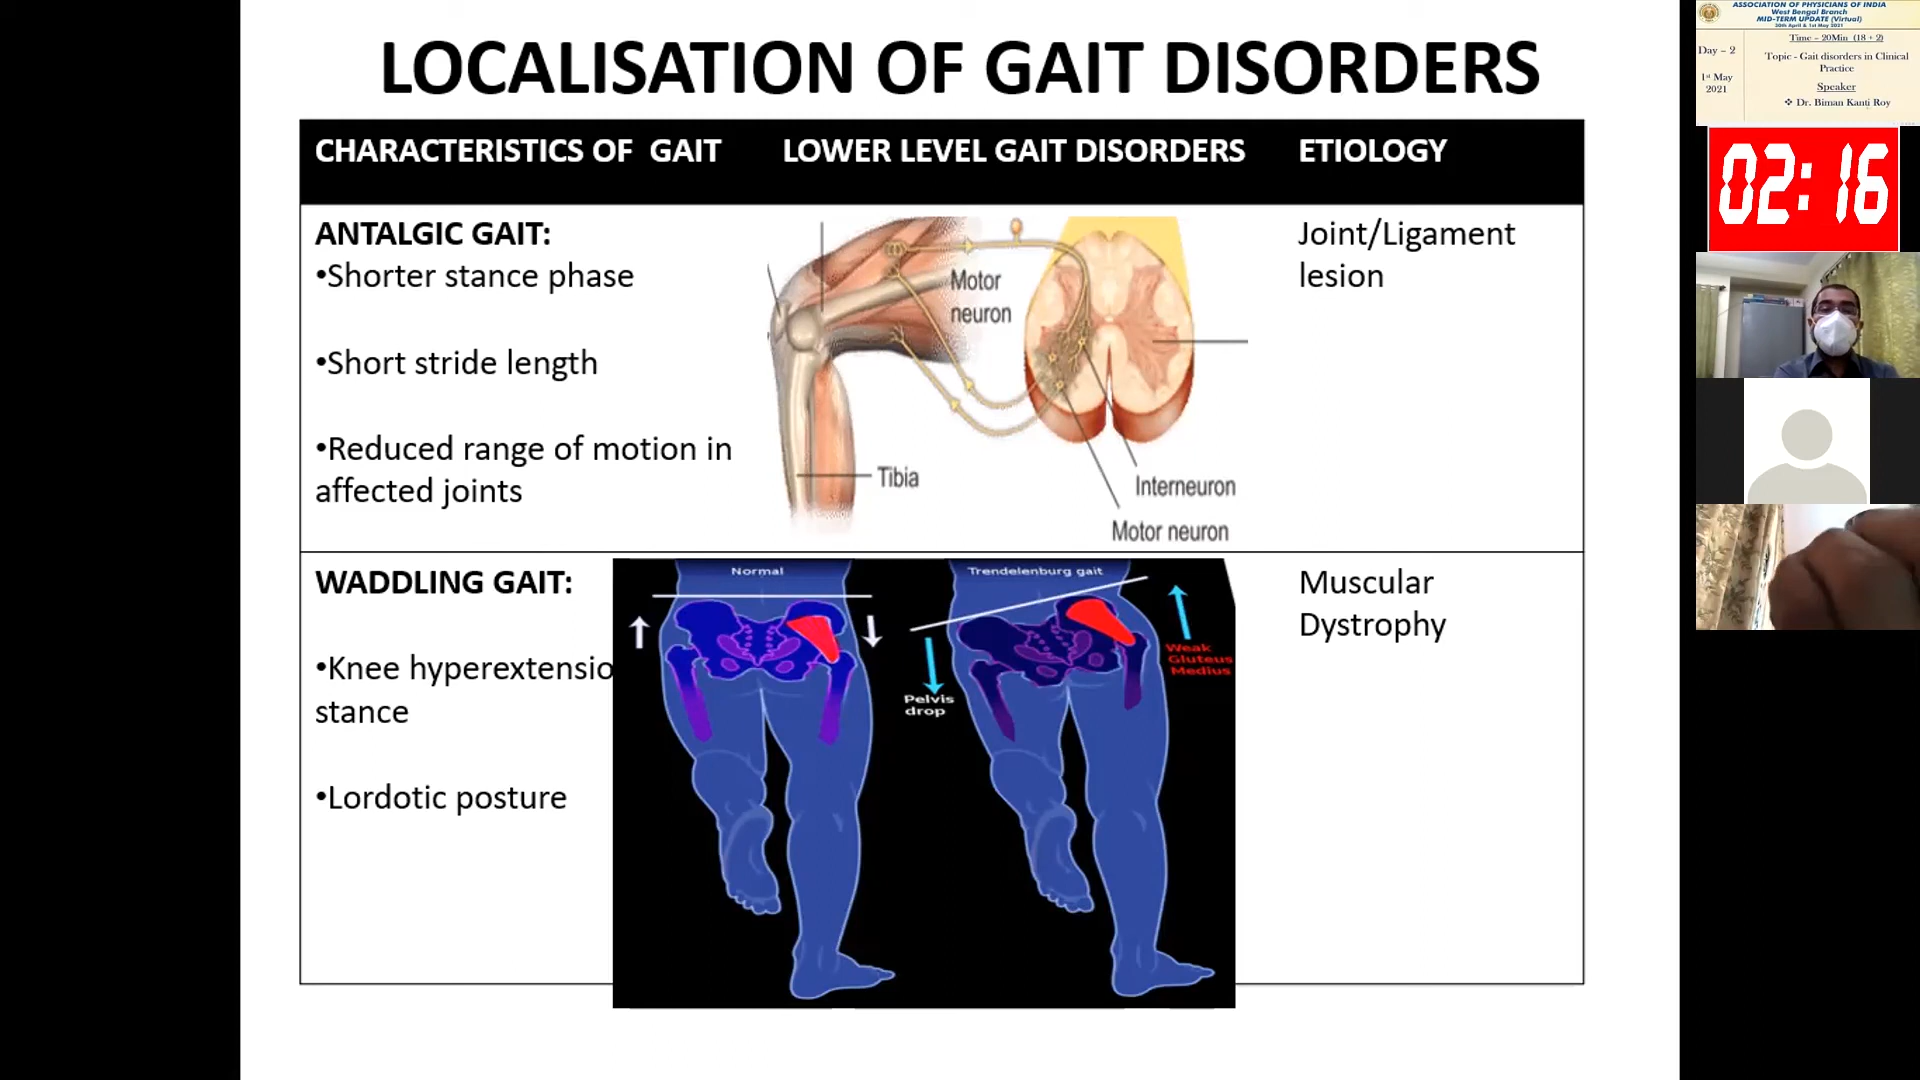 LOCALISATION OF GAIT DISORDERS
CHARACTERISTICS OF GAIT
LOWER LEVEL GAIT DISORDERS
ETIOLOGY
ANTALGIC GAIT:
•Shorter stance phase
•Short stride length
•Reduced range of motion in
affected joints
Motor
neuron
Tibia
Interneuron
Motor neuron
Joint/Ligament
lesion
WADDLING GAIT:
•Knee hyperextensio
stance
•Lordotic posture
Normal
Trendelenburg gait
Pelvis
drop
Weak
Gluteus
Medius
Muscular
Dystrophy
ASSOCIATION OF PHYSICIANS OF INDIA
West Bengal Branch
MID-TERM UPDATE (Virtual)
30th April & 1st May 2021
Time – 20Min (18 + 2)
Day – 2
1st May
2021
Topic - Gait disorders in Clinical
Practice
Speaker
❖ Dr. Biman Kanti Roy
02:16